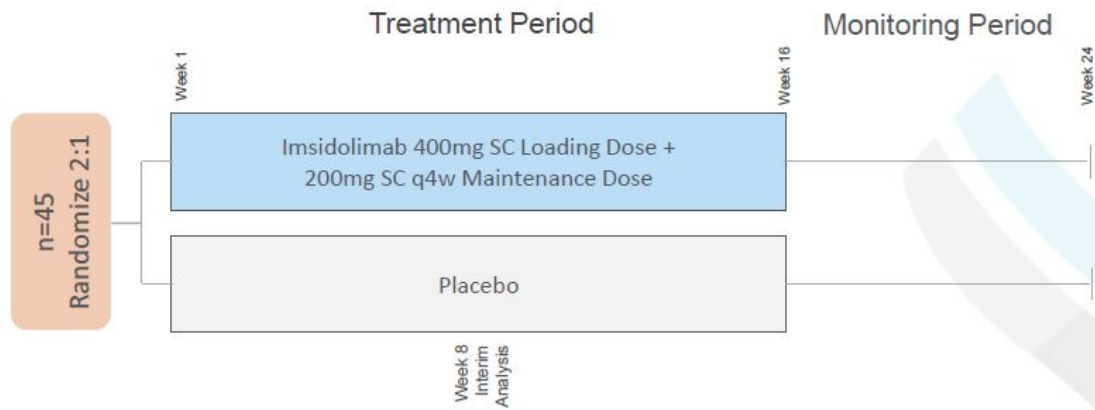 Treatment Period
Monitoring Period
Week 1
Week 16
Week 24
n=45
Randomize 2:1
Imsidolimab 400mg SC Loading Dose +
200mg SC q4w Maintenance Dose
Placebo
Week 8
Interim
Analysis